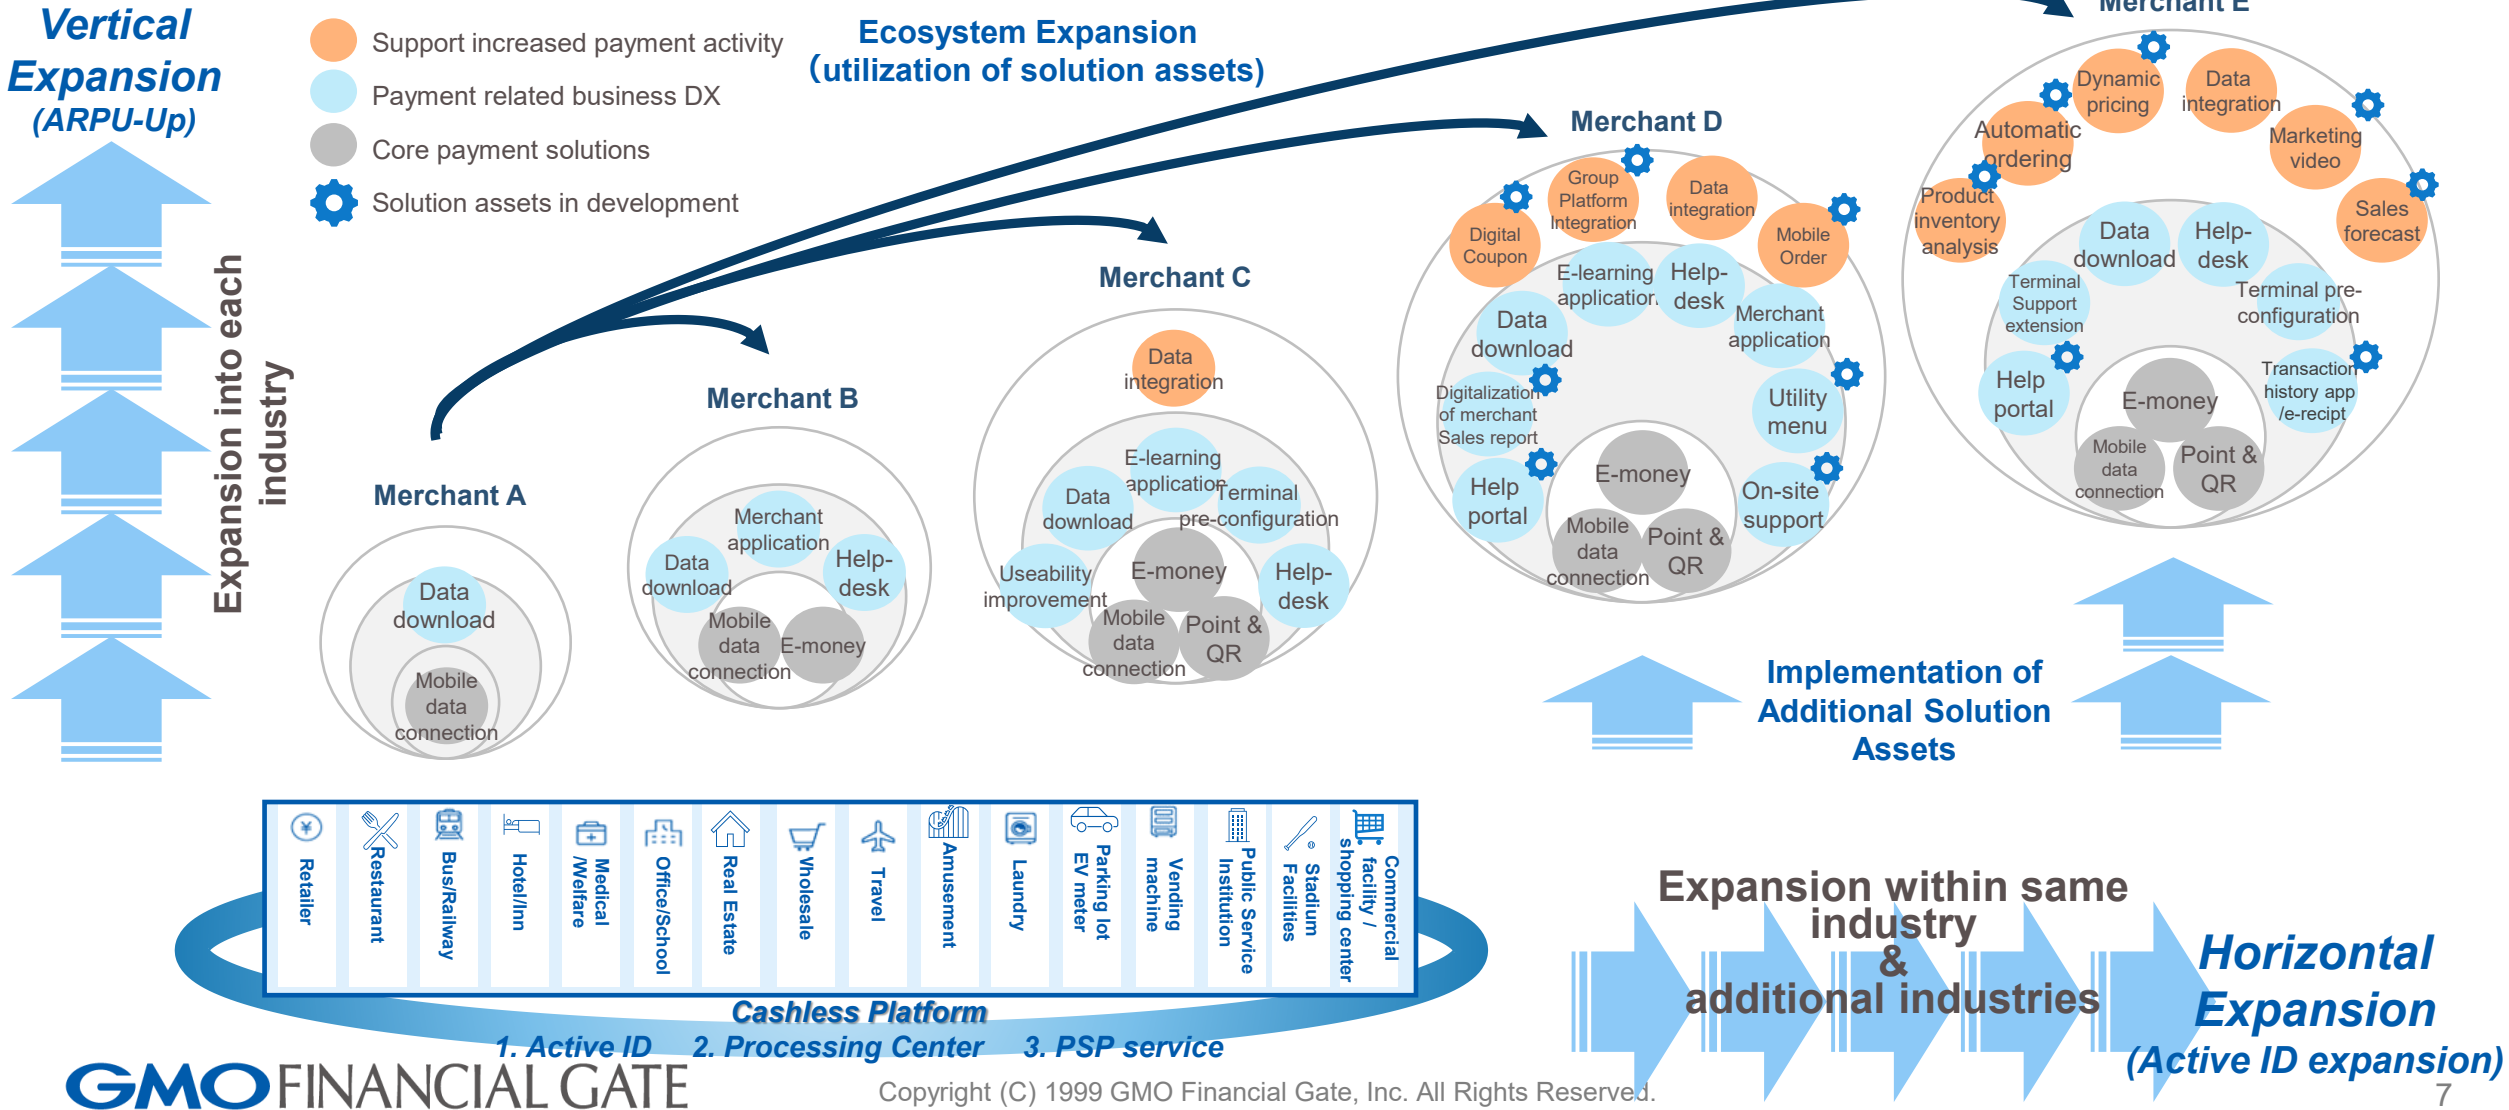 Vertical
Expansion
(ARPU-Up)
Support increased payment activity
Payment related business DX
Core payment solutions
Solution assets in development
Ecosystem Expansion
(utilization of solution assets)
Expansion into each
industry
Merchant A
Data
download
Mobile
data
connection
Merchant B
Merchant
application
Data
download
Help-
desk
Mobile
data
connection
E-money
Merchant C
Data
integration
E-learning
application
Data
download
Terminal
pre-configuration
Useability
improvement
Help-
desk
E-money
Mobile
data
connection
Point &
QR
Merchant D
Group
Platform
Integration
Data
integration
Digital
Coupon
Mobile
Order
E-learning
application
Help-
desk
Data
download
Merchant
application
Digitalization
of merchant
Sales report
Utility
menu
Help
portal
On-site
support
E-money
Mobile
data
connection
Point &
QR
Merchant E
Dynamic
pricing
Data
integration
Automatic
ordering
Marketing
video
Product
inventory
analysis
Sales
forecast
Data
download
Help-
desk
Terminal
Support
extension
Terminal pre-
configuration
Help
portal
Transaction
history app
/e-recipt
E-money
Mobile
data
connection
Point &
QR
Implementation of
Additional Solution
Assets
Retailer
Restaurant
Bus/Railway
Hotel/Inn
Medical
/Welfare
Office/School
Real Estate
Wholesale
Travel
Amusement
Laundry
Parking lot
EV meter
Vending
machine
Public Service
Institution
Stadium
Facilities
Commercial
facility /
shopping center
Cashless Platform
1. Active ID 2. Processing Center 3. PSP service
Expansion within same
industry
&
additional industries
Horizontal
Expansion
(Active ID expansion)
GMO FINANCIAL GATE
Copyright (C) 1999 GMO Financial Gate, Inc. All Rights Reserved.
7